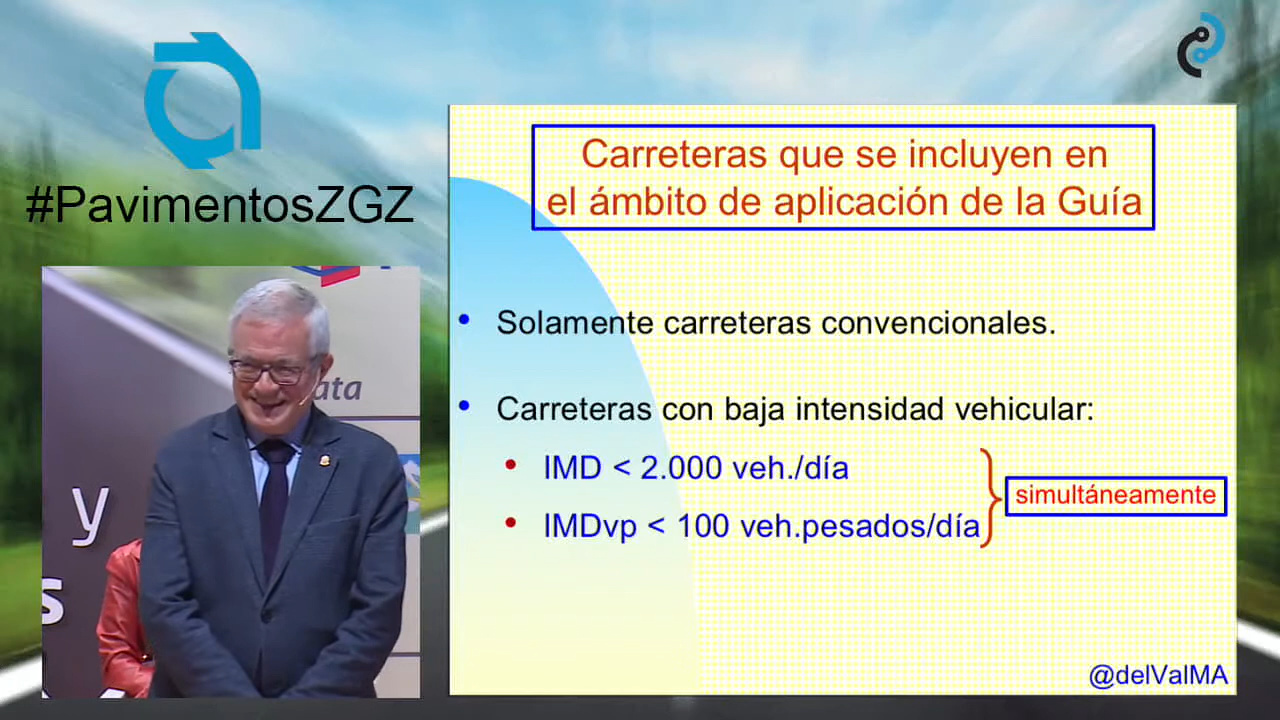 #PavimentosZGZ
ata
y
s
Carreteras que se incluyen en
el ámbito de aplicación de la Guía
• Solamente carreteras convencionales.
• Carreteras con baja intensidad vehicular:
• IMD < 2.000 veh./día
• IMDvp < 100 veh.pesados/día
simultáneamente
@delValMA